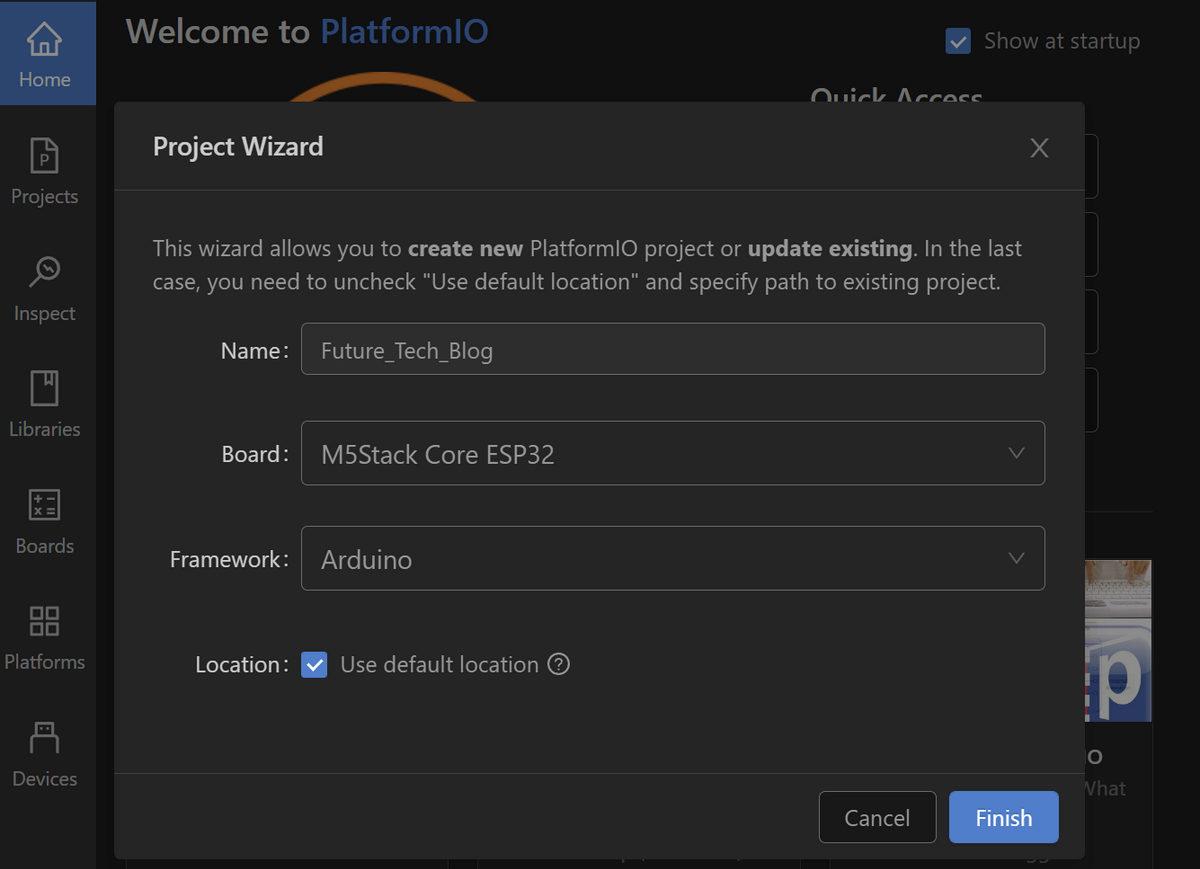 Welcome to PlatformIO
Show at startup
Home
Quick Access
Project Wizard
This wizard allows you to create new PlatformIO project or update existing. In the last
case, you need to uncheck "Use default location" and specify path to existing project.
Name:
Future_Tech_Blog
Board:
M5Stack Core ESP32
Framework:
Arduino
Location:
Use default location
Cancel
Finish
Projects
Inspect
Libraries
Boards
Platforms
Devices
What